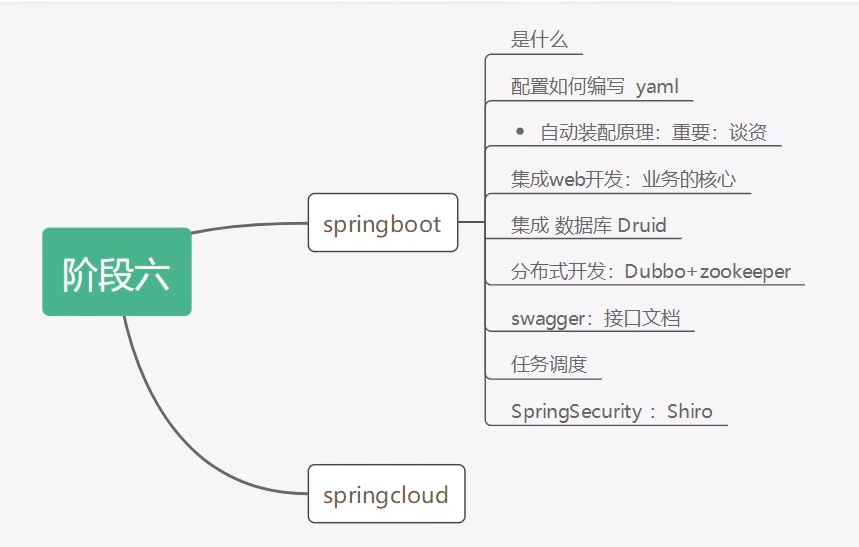 阶段六
springboot
是什么
配置如何编写 yaml
• 自动装配原理：重要：谈资
集成web开发：业务的核心
集成 数据库 Druid
分布式开发：Dubbo+zookeeper
swagger：接口文档
任务调度
SpringSecurity ：Shiro
springcloud